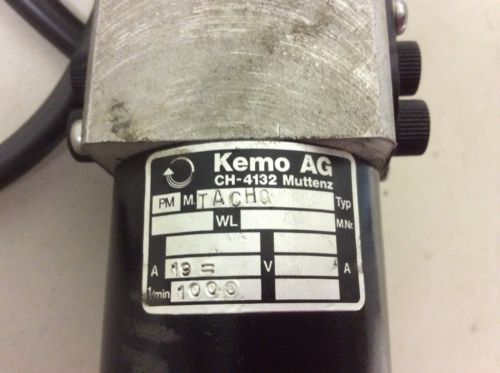 Kemo AG
CH-4132 Muttenz
PM M. TACHO Typ
WL M.Nr.
A 19= V A
1/min 1000